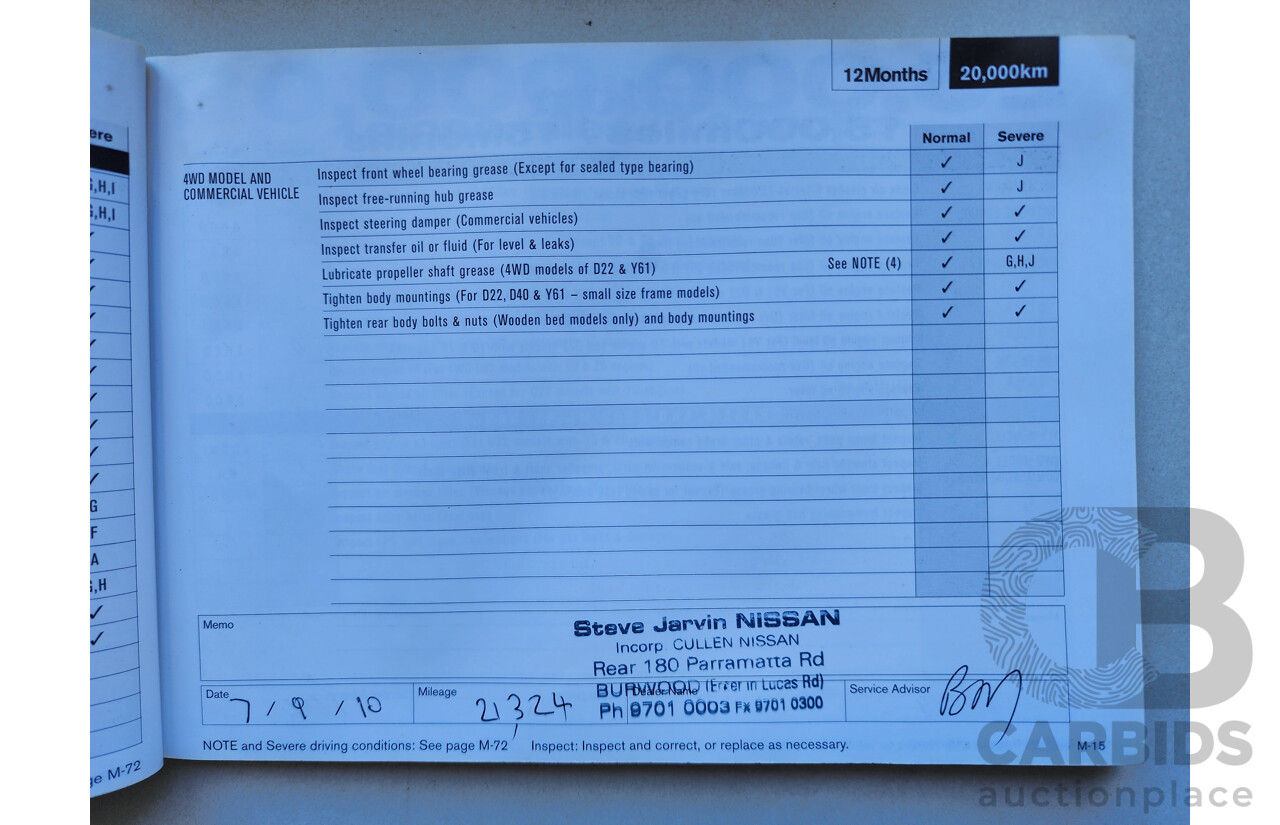 12Months 20,000km
Normal Severe
4WD MODEL AND COMMERCIAL VEHICLE
Inspect front wheel bearing grease (Except for sealed type bearing) ✓ J
Inspect free-running hub grease ✓ J
Inspect steering damper (Commercial vehicles) ✓ ✓
Inspect transfer oil or fluid (For level & leaks) ✓ ✓
Lubricate propeller shaft grease (4WD models of D22 & Y61) See NOTE (4) ✓ G,H,J
Tighten body mountings (For D22, D40 & Y61 – small size frame models) ✓ ✓
Tighten rear body bolts & nuts (Wooden bed models only) and body mountings ✓ ✓
Memo
Steve Jarvin NISSAN
Incorp CULLEN NISSAN
Rear 180 Parramatta Rd
BURWOOD (Enter in Lucas Rd)
Ph 9701 0003 Fx 9701 0300
Date 7/9/10
Mileage 21,324
Dealer Name
Service Advisor
NOTE and Severe driving conditions: See page M-72 Inspect: Inspect and correct, or replace as necessary.
M-15
ere
G,H,I
G,H,I
✓
✓
✓
✓
✓
✓
✓
✓
✓
✓
G
F
A
G,H
✓
✓
ge M-72
CB
CARBIDS
auctionplace